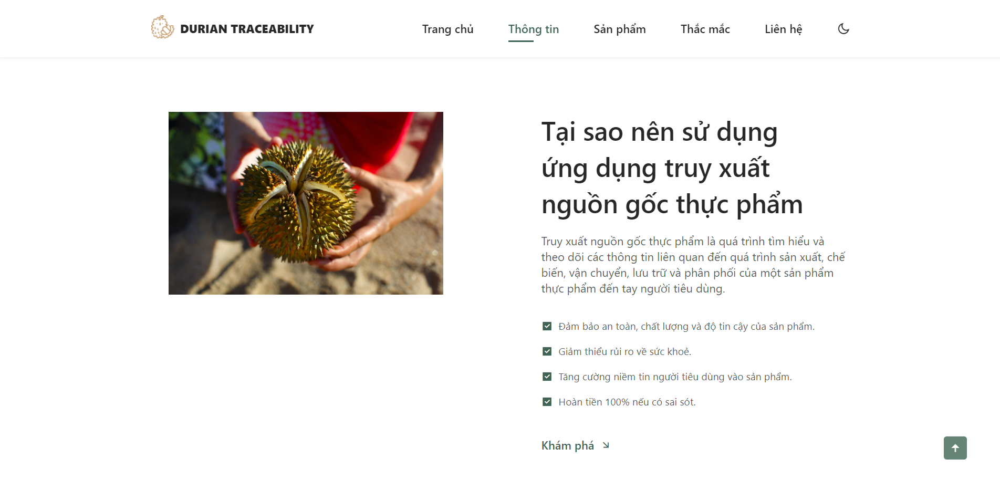 DURIAN TRACEABILITY
Trang chủ
Thông tin
Sản phẩm
Thắc mắc
Liên hệ
Tại sao nên sử dụng
ứng dụng truy xuất
nguồn gốc thực phẩm
Truy xuất nguồn gốc thực phẩm là quá trình tìm hiểu và
theo dõi các thông tin liên quan đến quá trình sản xuất, chế
biến, vận chuyển, lưu trữ và phân phối của một sản phẩm
thực phẩm đến tay người tiêu dùng.
Đảm bảo an toàn, chất lượng và độ tin cậy của sản phẩm.
Giảm thiểu rủi ro về sức khoẻ.
Tăng cường niềm tin người tiêu dùng vào sản phẩm.
Hoàn tiền 100% nếu có sai sót.
Khám phá